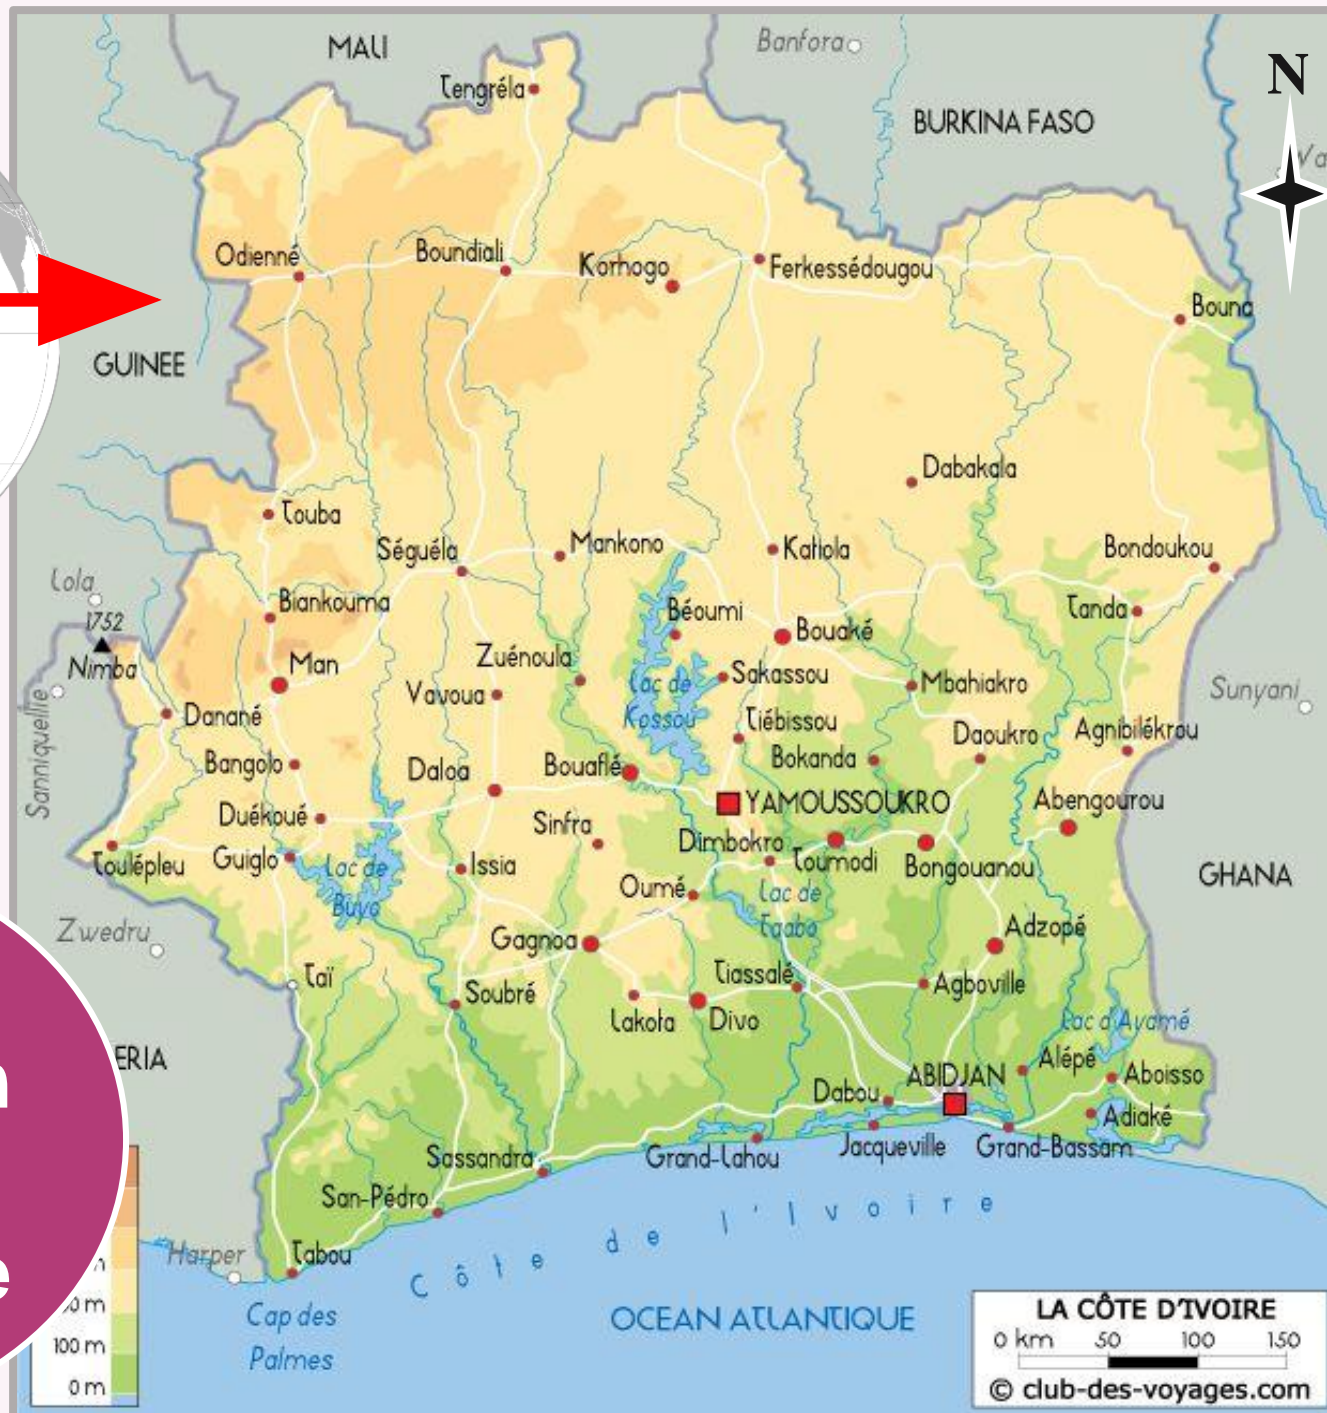 MALI
Banfora
N
Tengréla
BURKINA FASO
Odienné
Boundiali
Korhogo
Ferkessédougou
Bouna
GUINEE
Dabakala
Touba
Séguéla
Mankono
Katiola
Bondoukou
Lola
1752
Nimba
Biankouma
Béoumi
Bouaké
Tanda
Man
Zuénoula
Lac de
Kossou
Sakassou
Mbahiakro
Sunyani
Sanniquellie
Danané
Vavoua
Tiébissou
Bokanda
Daoukro
Agnibilékrou
Bangolo
Daloa
Bouaflé
YAMOUSSOUKRO
Abengourou
Duékoué
Sinfra
Dimbokro
Toumodi
Bongouanou
Toulépleu
Guiglo
Lac de
Buyo
Issia
Oumé
Lac de
Taabo
GHANA
Zwedru
Gagnoa
Adzopé
Taï
Soubré
Tiassalé
Agboville
Lakota
Divo
Lac d'Ayamé
ERIA
Alépé
Aboisso
Dabou
ABIDJAN
Adiaké
Sassandra
Grand-Lahou
Jacqueville
Grand-Bassam
San-Pédro
Côte de l'Ivoire
Harper
Tabou
Cap des
Palmes
OCEAN ATLANTIQUE
100 m
0 m
LA CÔTE D'IVOIRE
0 km 50 100 150
© club-des-voyages.com